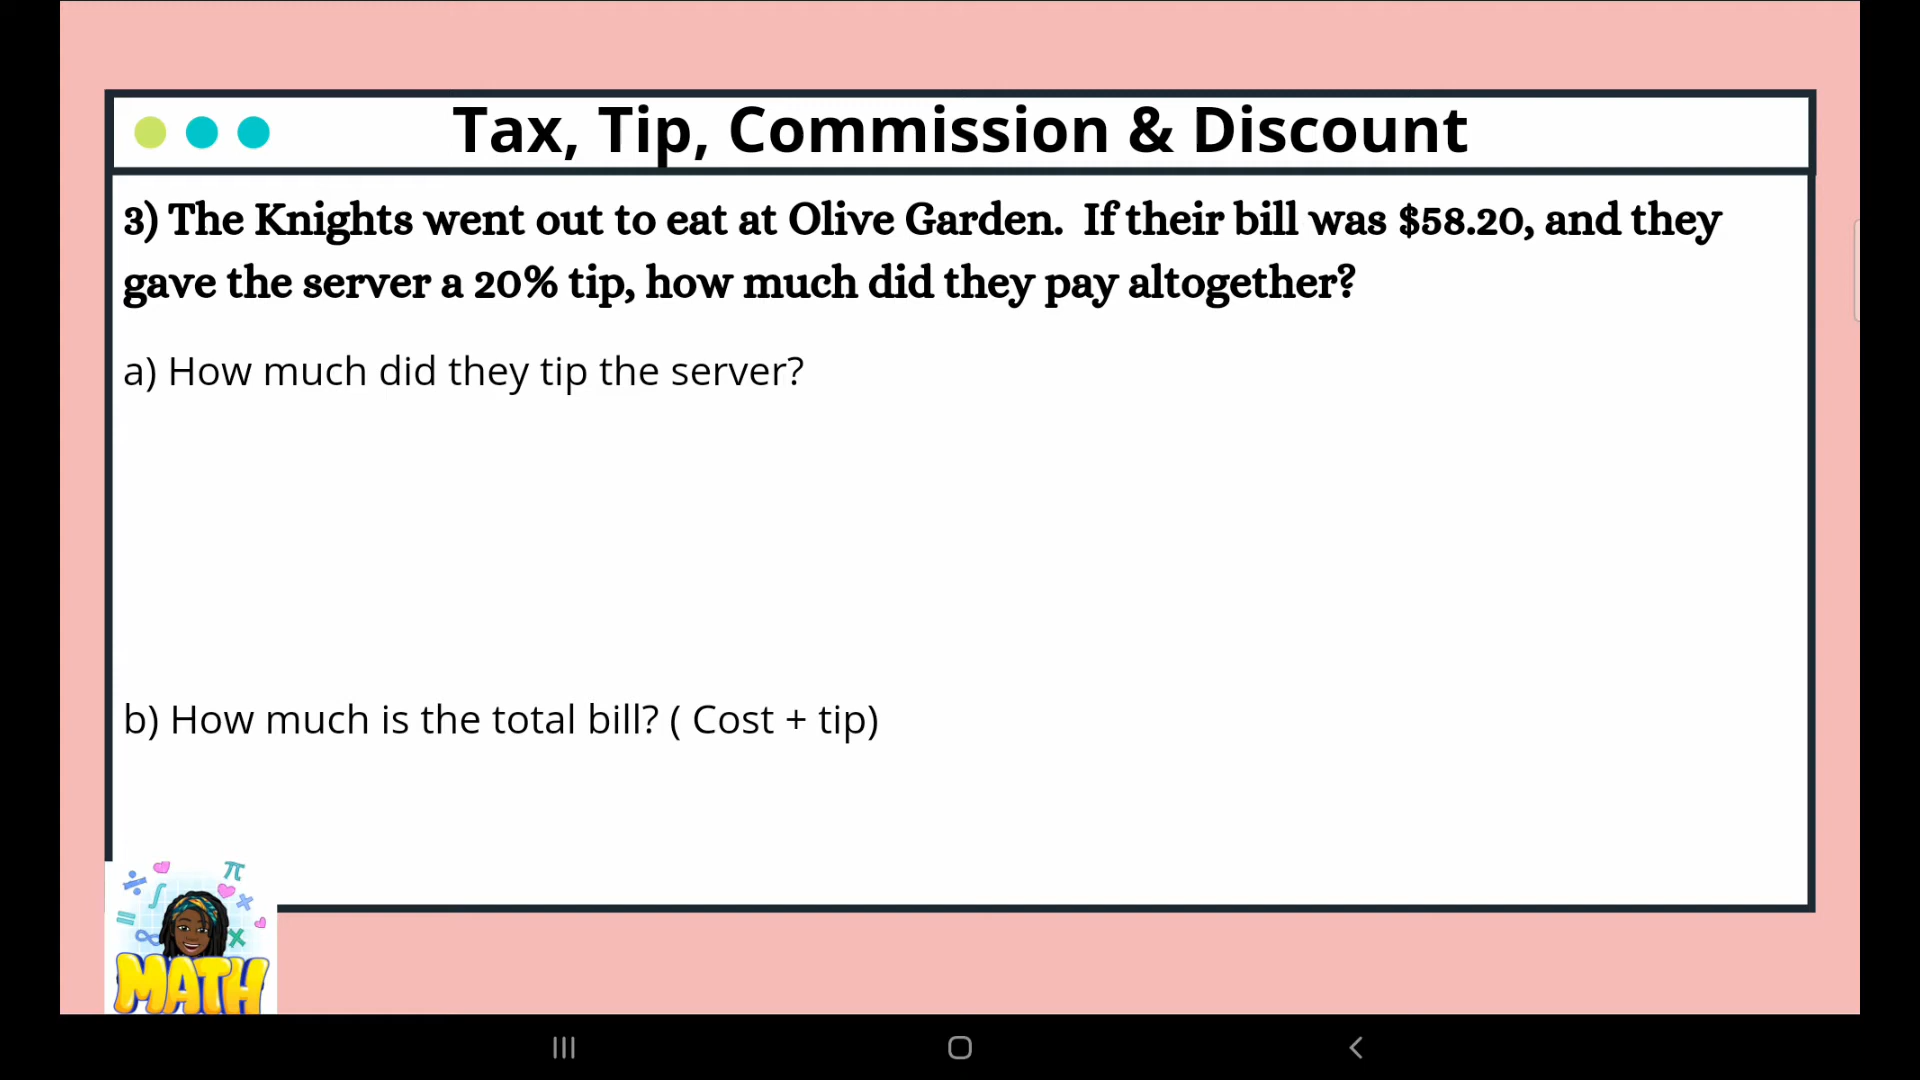 Tax, Tip, Commission & Discount
3) The Knights went out to eat at Olive Garden.  If their bill was $58.20, and they
gave the server a 20% tip, how much did they pay altogether?
a) How much did they tip the server?
b) How much is the total bill? ( Cost + tip)
÷ π
∫ ×
=
∞ x
MATH